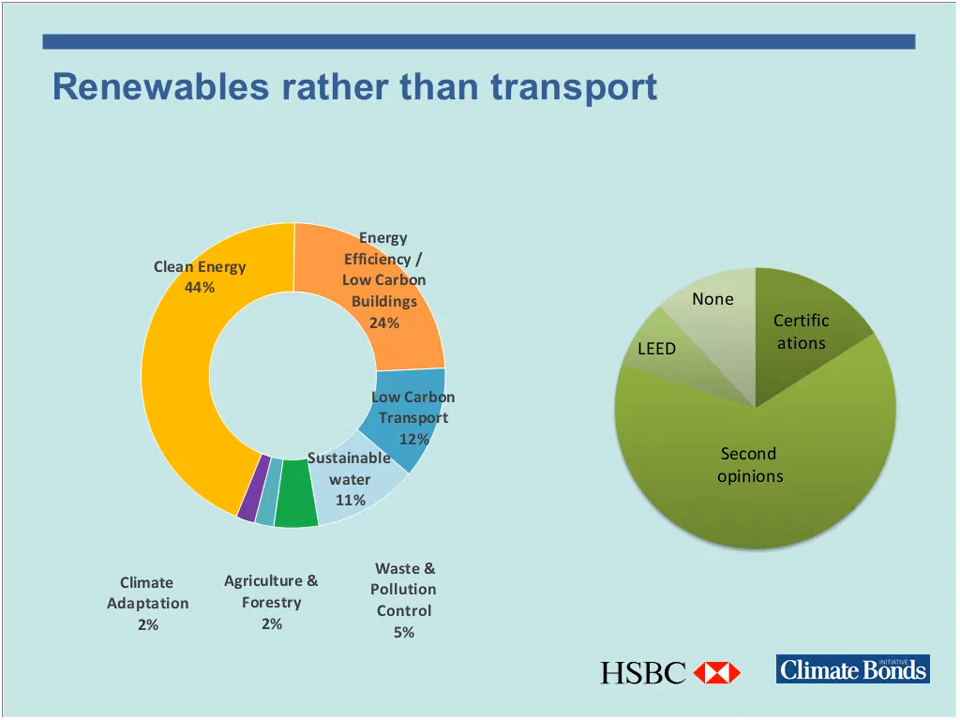 Renewables rather than transport
Clean Energy
44%
Energy
Efficiency /
Low Carbon
Buildings
24%
Low Carbon
Transport
12%
Sustainable
water
11%
Waste &
Pollution
Control
5%
Agriculture &
Forestry
2%
Climate
Adaptation
2%
None
Certific
ations
LEED
Second
opinions
HSBC
Climate Bonds
INITIATIVE